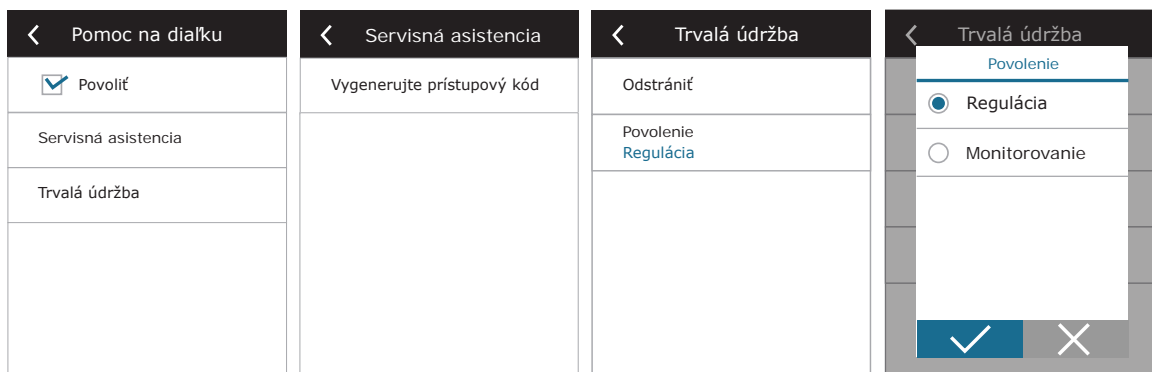 Pomoc na diaľku
Povoliť
Servisná asistencia
Trvalá údržba
Servisná asistencia
Vygenerujte prístupový kód
Trvalá údržba
Odstrániť
Povolenie
Regulácia
Trvalá údržba
Povolenie
Regulácia
Monitorovanie